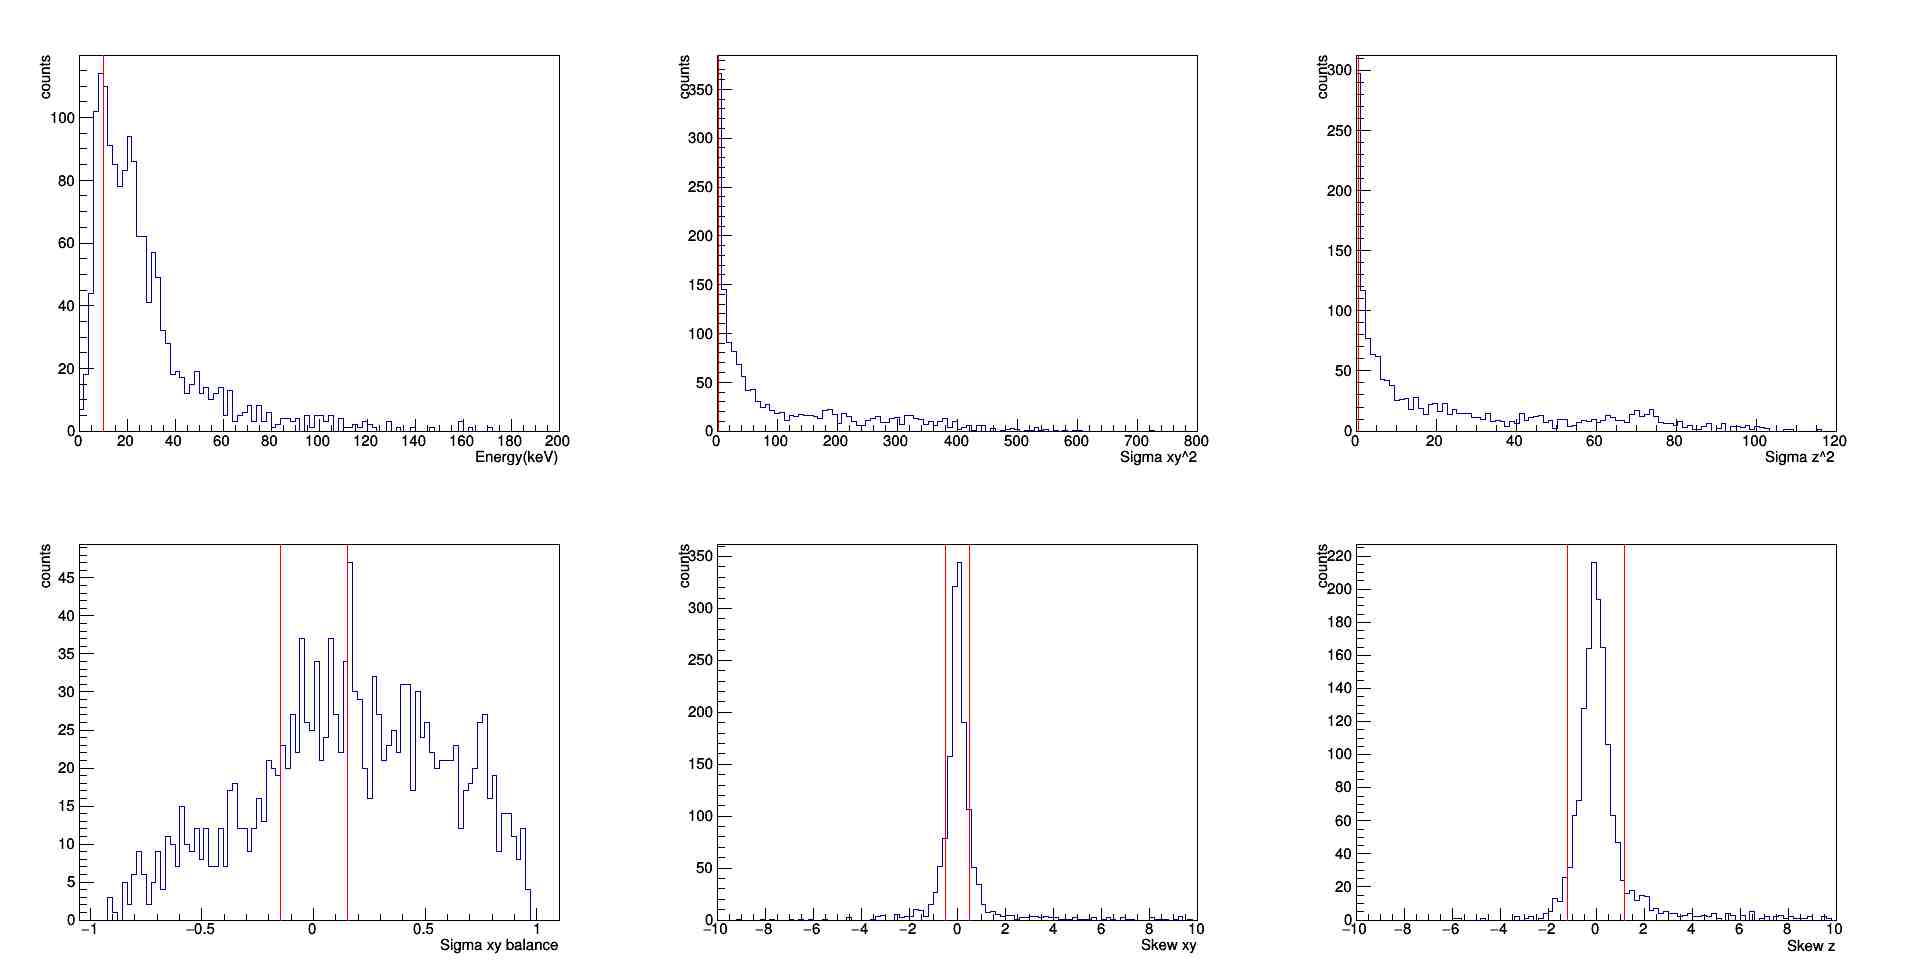 counts
100
80
60
40
20
0
0 20 40 60 80 100 120 140 160 180 200
Energy(keV)
counts
350
300
250
200
150
100
50
0
0 100 200 300 400 500 600 700 800
Sigma xy^2
counts
300
250
200
150
100
50
0
0 20 40 60 80 100 120
Sigma z^2
counts
45
40
35
30
25
20
15
10
5
0
−1 −0.5 0 0.5 1
Sigma xy balance
counts
350
300
250
200
150
100
50
0
−10 −8 −6 −4 −2 0 2 4 6 8 10
Skew xy
counts
220
200
180
160
140
120
100
80
60
40
20
0
−10 −8 −6 −4 −2 0 2 4 6 8 10
Skew z